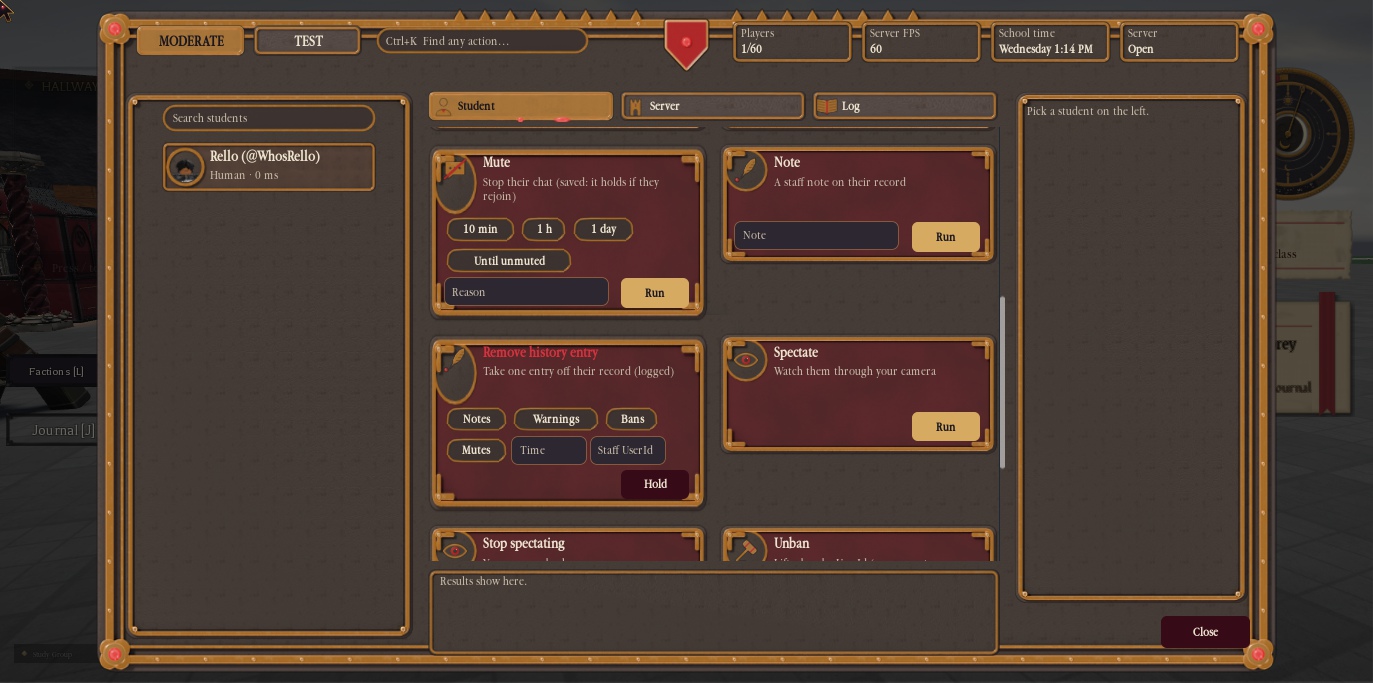 MODERATE
TEST
Ctrl+K Find any action...
Players
1/60
Server FPS
60
School time
Wednesday 1:14 PM
Server
Open
Search students
Rello (@WhosRello)
Human · 0 ms
Student
Server
Log
Mute
Stop their chat (saved: it holds if they
rejoin)
10 min
1 h
1 day
Until unmuted
Reason
Run
Note
A staff note on their record
Note
Run
Remove history entry
Take one entry off their record (logged)
Notes
Warnings
Bans
Mutes
Time
Staff UserId
Hold
Spectate
Watch them through your camera
Run
Stop spectating
Unban
Results show here.
Pick a student on the left.
Close
HALLWAY
Factions [L]
Journal [J]
Study Group
class